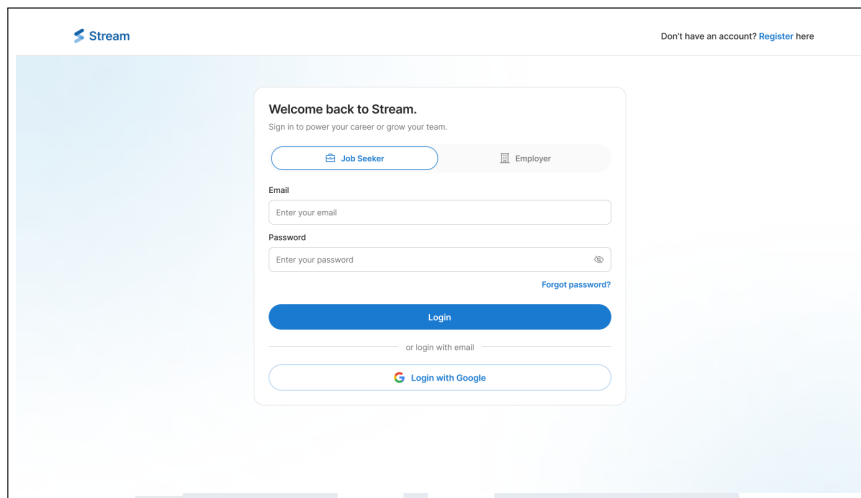 Stream
Don't have an account? Register here
Welcome back to Stream.
Sign in to power your career or grow your team.
Job Seeker
Employer
Email
Enter your email
Password
Enter your password
Forgot password?
Login
or login with email
Login with Google